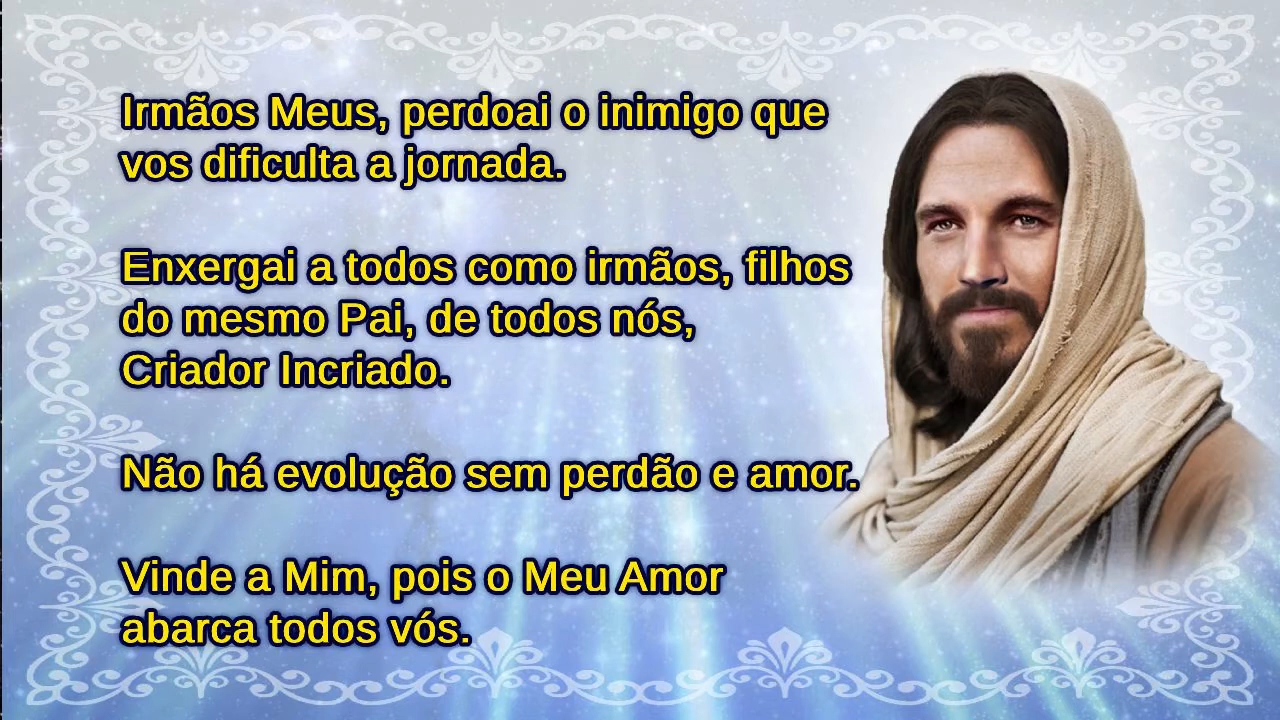 Irmãos Meus, perdoai o inimigo que
vos dificulta a jornada.
Enxergai a todos como irmãos, filhos
do mesmo Pai, de todos nós,
Criador Incriado.
Não há evolução sem perdão e amor.
Vinde a Mim, pois o Meu Amor
abarca todos vós.